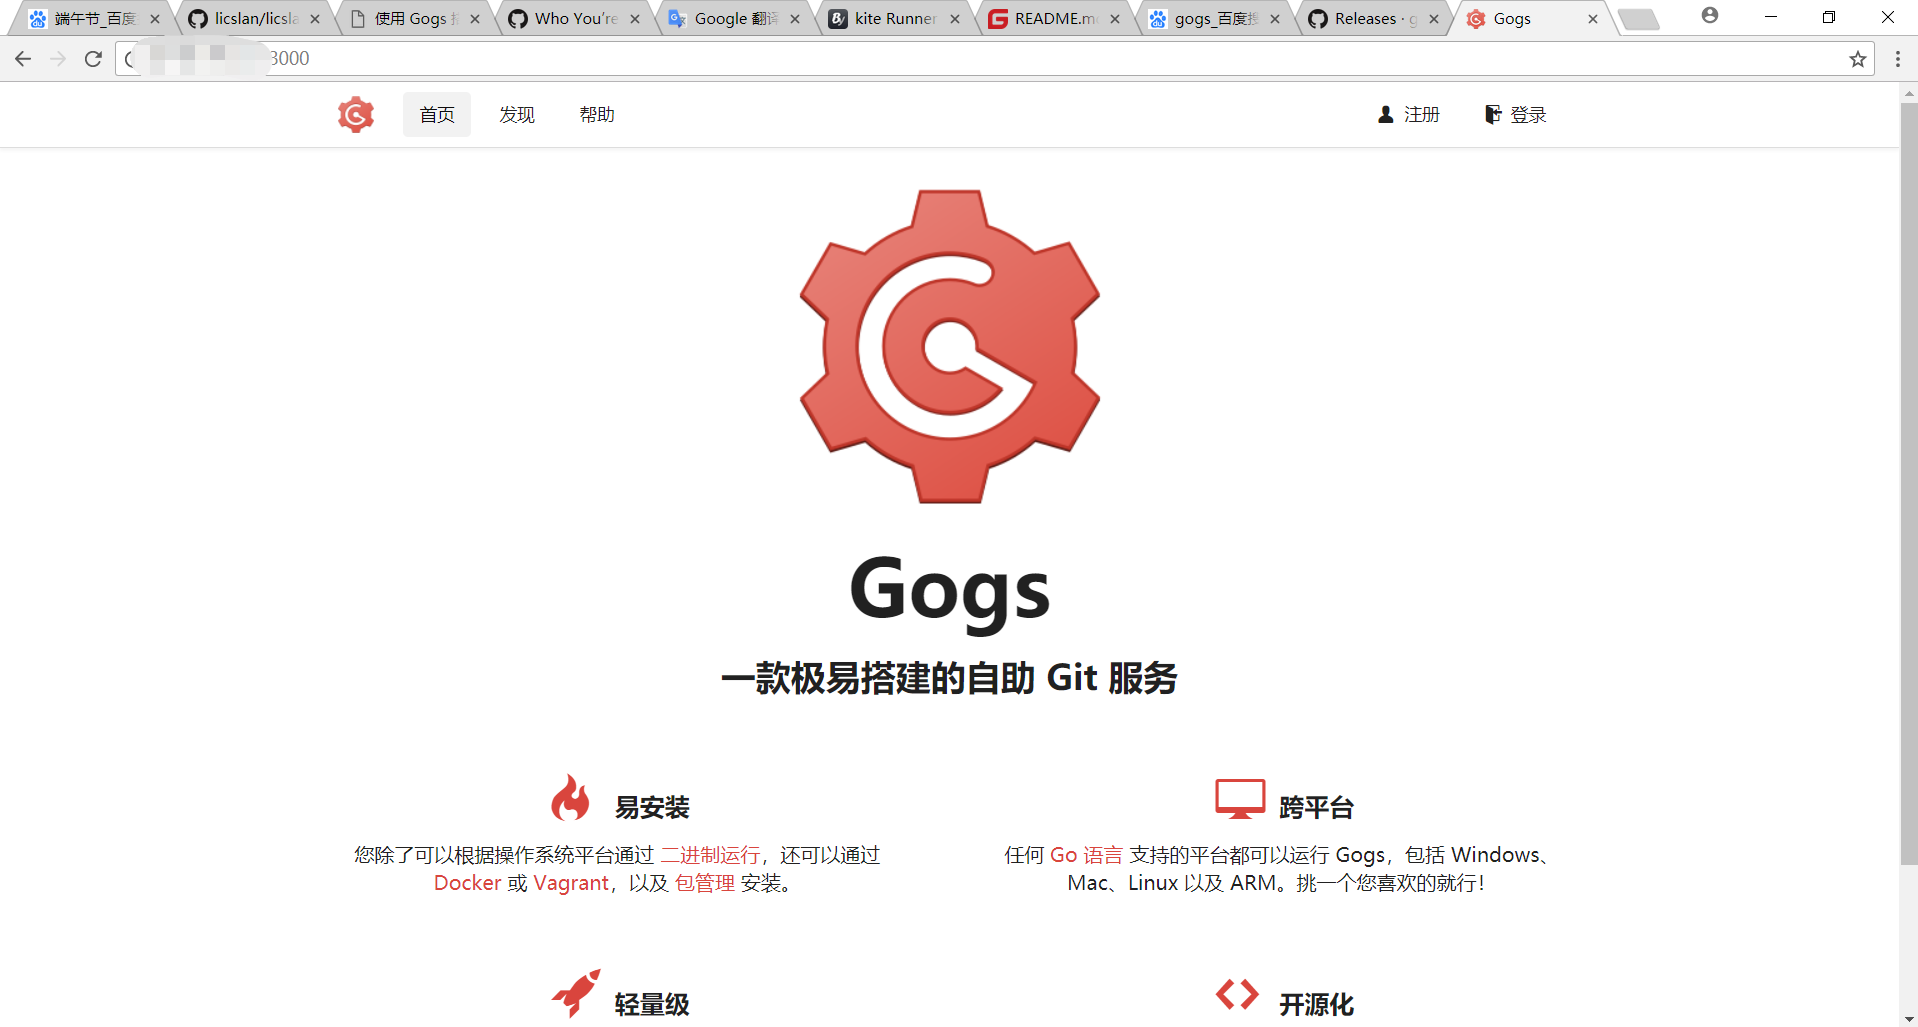 端午节_百度
licslan/licsla
使用 Gogs
Who You're
Google 翻译
kite Runner
README.m
gogs_百度搜
Releases · g
Gogs
3000
首页
发现
帮助
注册
登录
Gogs
一款极易搭建的自助 Git 服务
易安装
您除了可以根据操作系统平台通过 二进制运行，还可以通过
Docker 或 Vagrant，以及 包管理 安装。
跨平台
任何 Go 语言 支持的平台都可以运行 Gogs，包括 Windows、
Mac、Linux 以及 ARM。挑一个您喜欢的就行！
轻量级
开源化